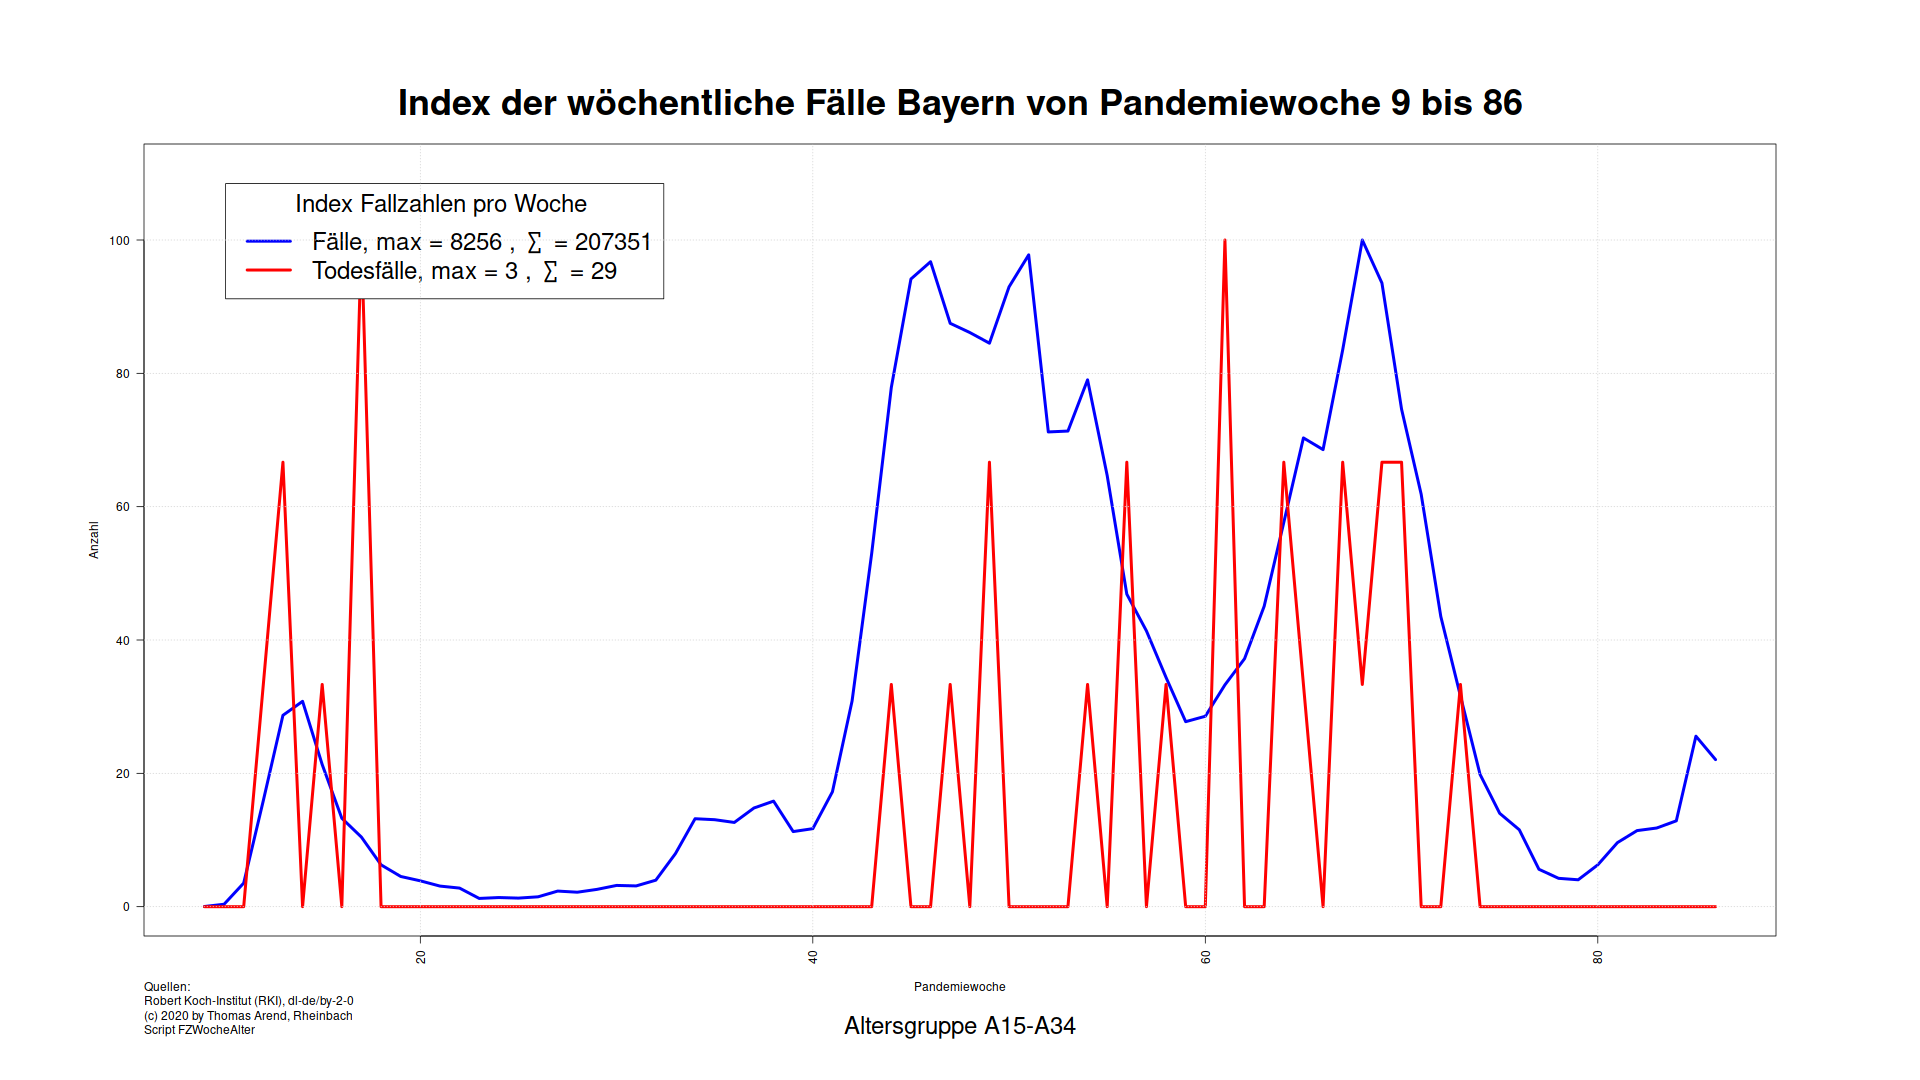 Index der wöchentliche Fälle Bayern von Pandemiewoche 9 bis 86
Index Fallzahlen pro Woche
Fälle, max = 8256 , ∑ = 207351
Todesfälle, max = 3 , ∑ = 29
100
80
60
40
20
0
Anzahl
20
40
60
80
Pandemiewoche
Quellen:
Robert Koch-Institut (RKI), dl-de/by-2-0
(c) 2020 by Thomas Arend, Rheinbach
Script FZWocheAlter
Altersgruppe A15-A34